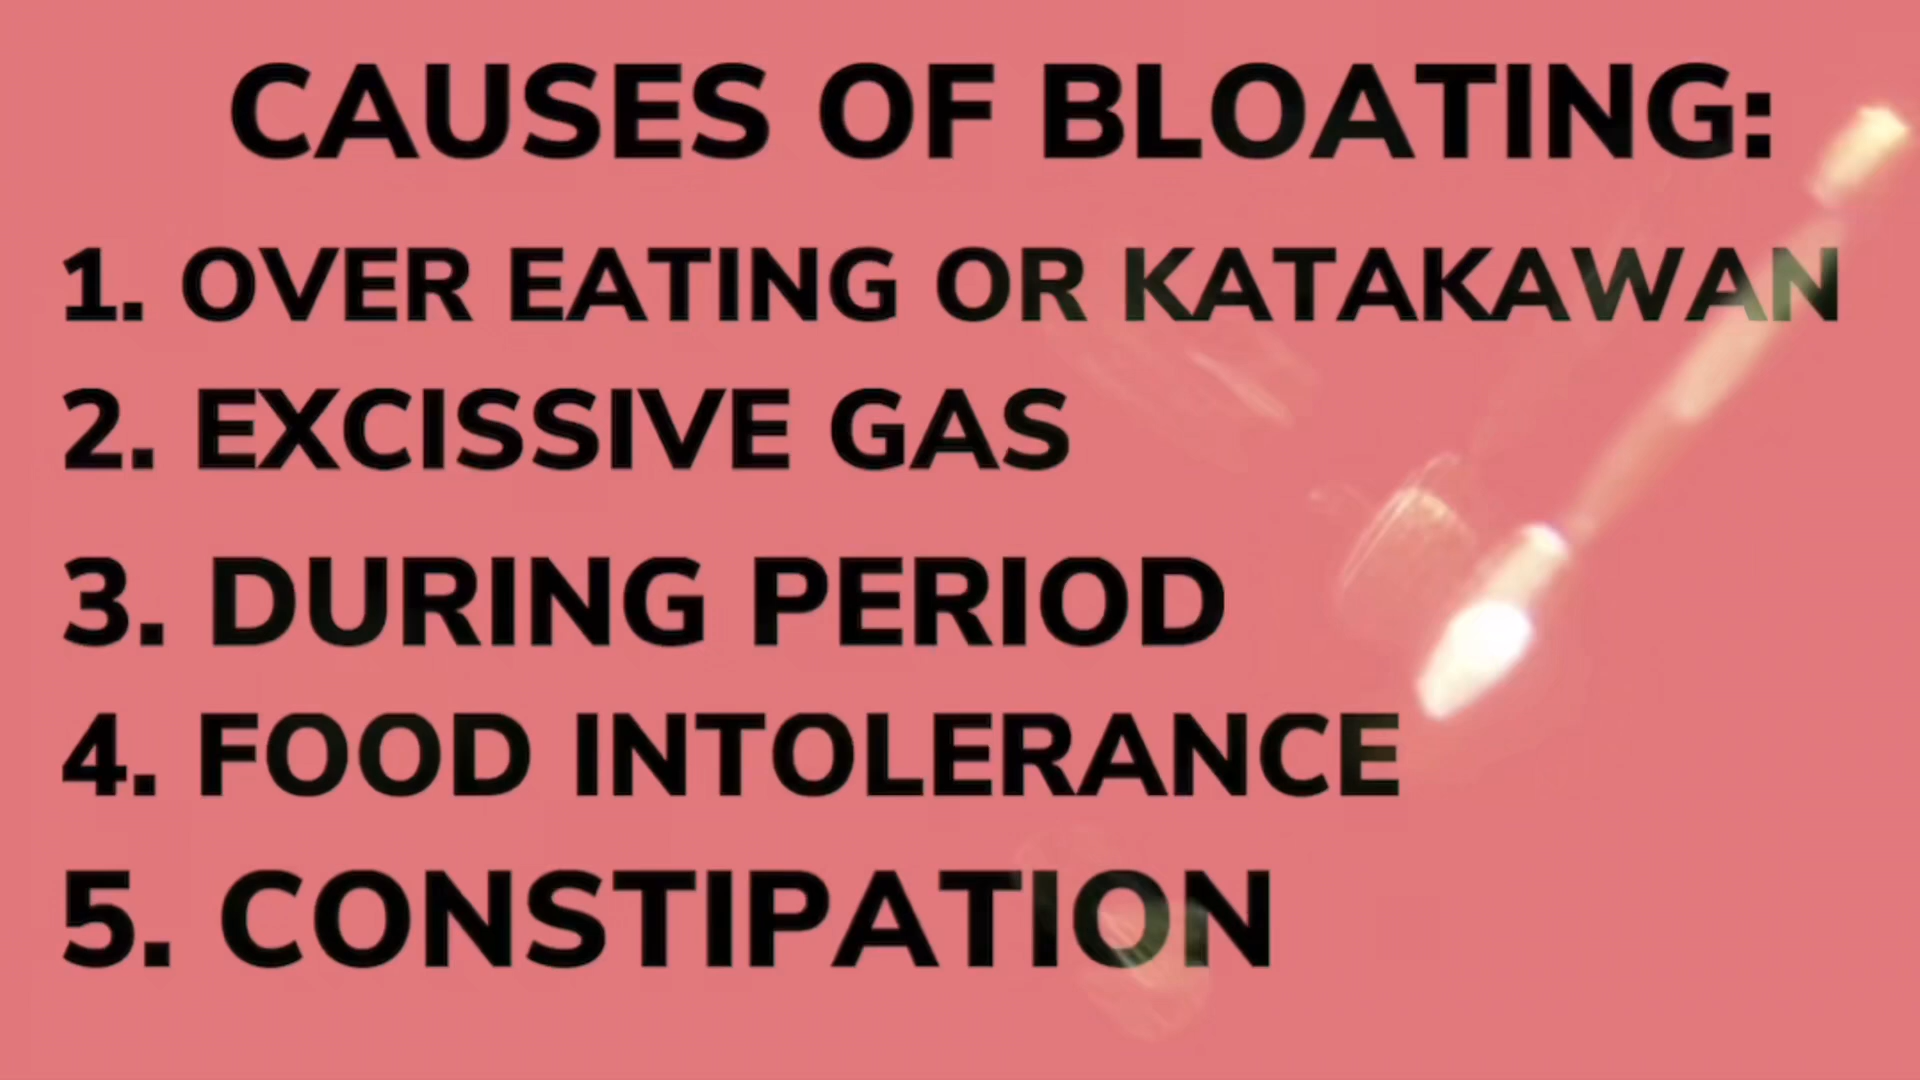 CAUSES OF BLOATING:
1. OVER EATING OR KATAKAWAN
2. EXCISSIVE GAS
3. DURING PERIOD
4. FOOD INTOLERANCE
5. CONSTIPATION